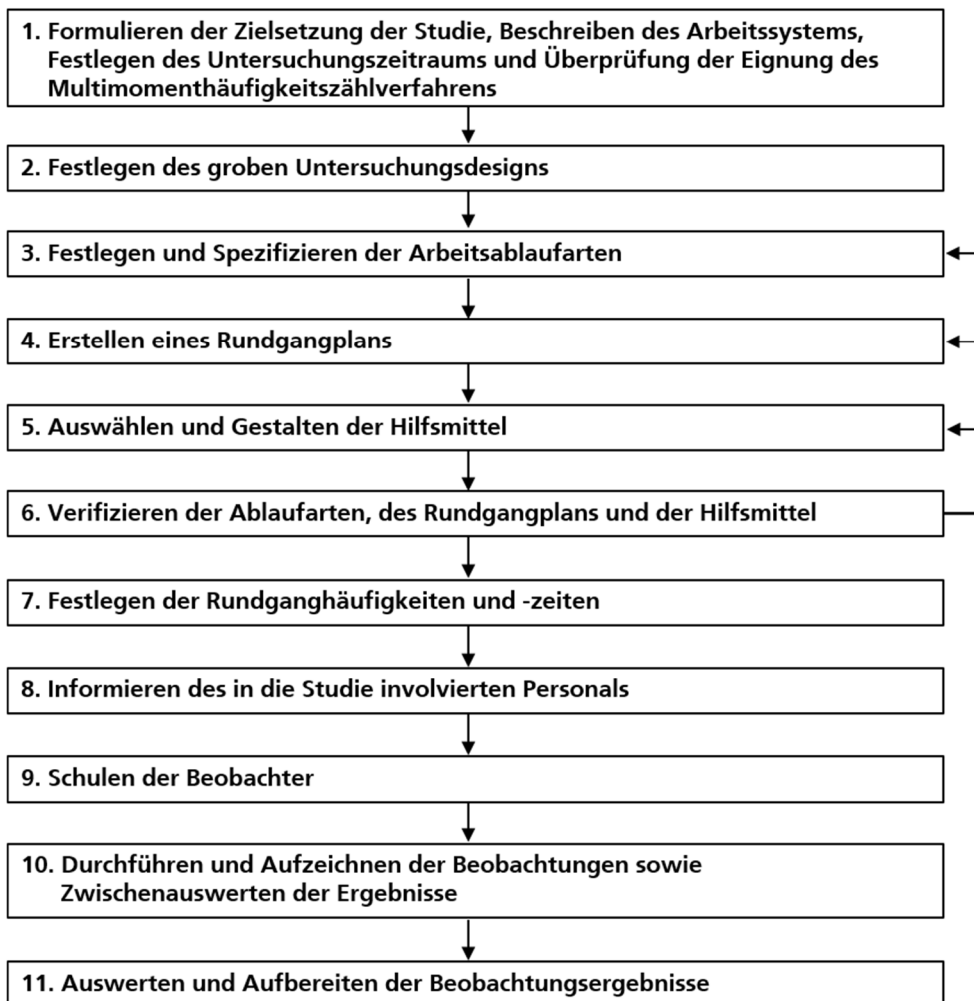 1. Formulieren der Zielsetzung der Studie, Beschreiben des Arbeitssystems,
Festlegen des Untersuchungszeitraums und Überprüfung der Eignung des
Multimomenthäufigkeitszählverfahrens
2. Festlegen des groben Untersuchungsdesigns
3. Festlegen und Spezifizieren der Arbeitsablaufarten
4. Erstellen eines Rundgangplans
5. Auswählen und Gestalten der Hilfsmittel
6. Verifizieren der Ablaufarten, des Rundgangplans und der Hilfsmittel
7. Festlegen der Rundganghäufigkeiten und -zeiten
8. Informieren des in die Studie involvierten Personals
9. Schulen der Beobachter
10. Durchführen und Aufzeichnen der Beobachtungen sowie
Zwischenauswerten der Ergebnisse
11. Auswerten und Aufbereiten der Beobachtungsergebnisse